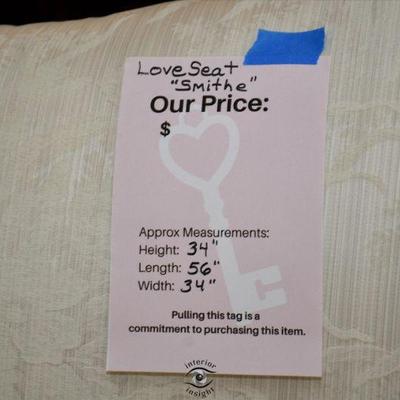 Love Seat
"Smithe"
Our Price:
$
Approx Measurements:
Height: 34"
Length: 56"
Width: 34"
Pulling this tag is a
commitment to purchasing this item.
interior
insight